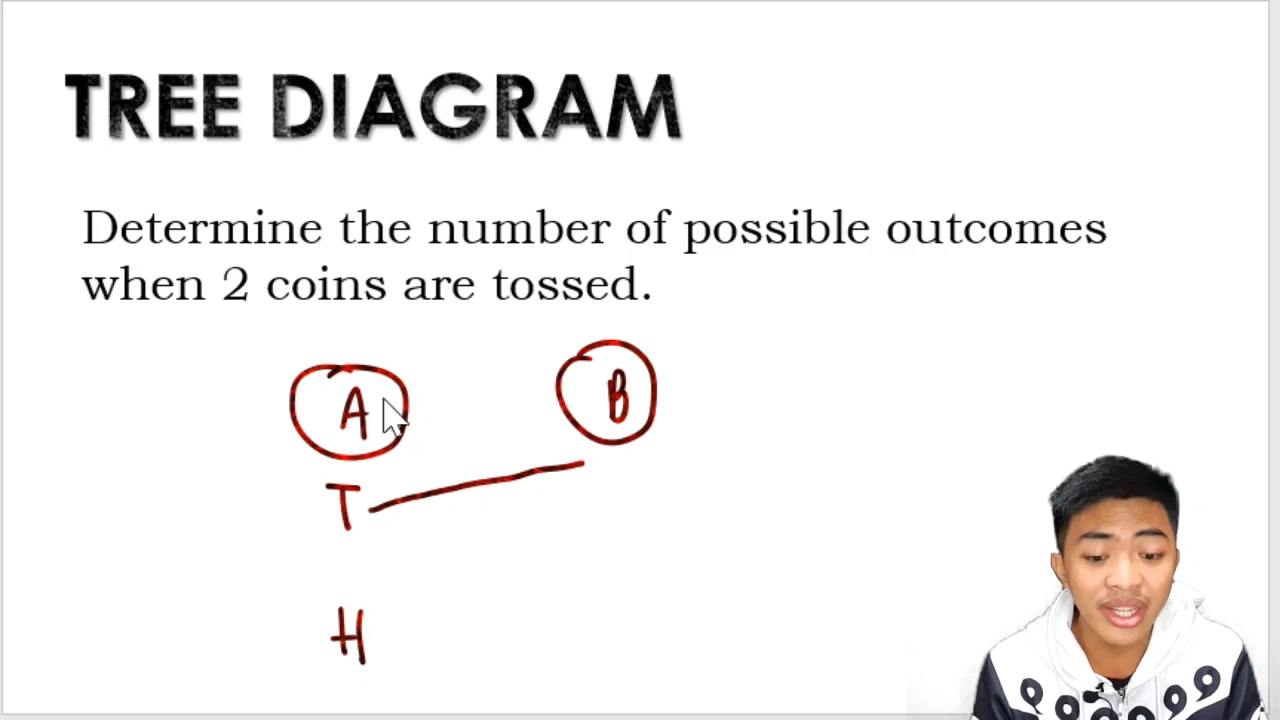 TREE DIAGRAM
Determine the number of possible outcomes
when 2 coins are tossed.
A B
T
H